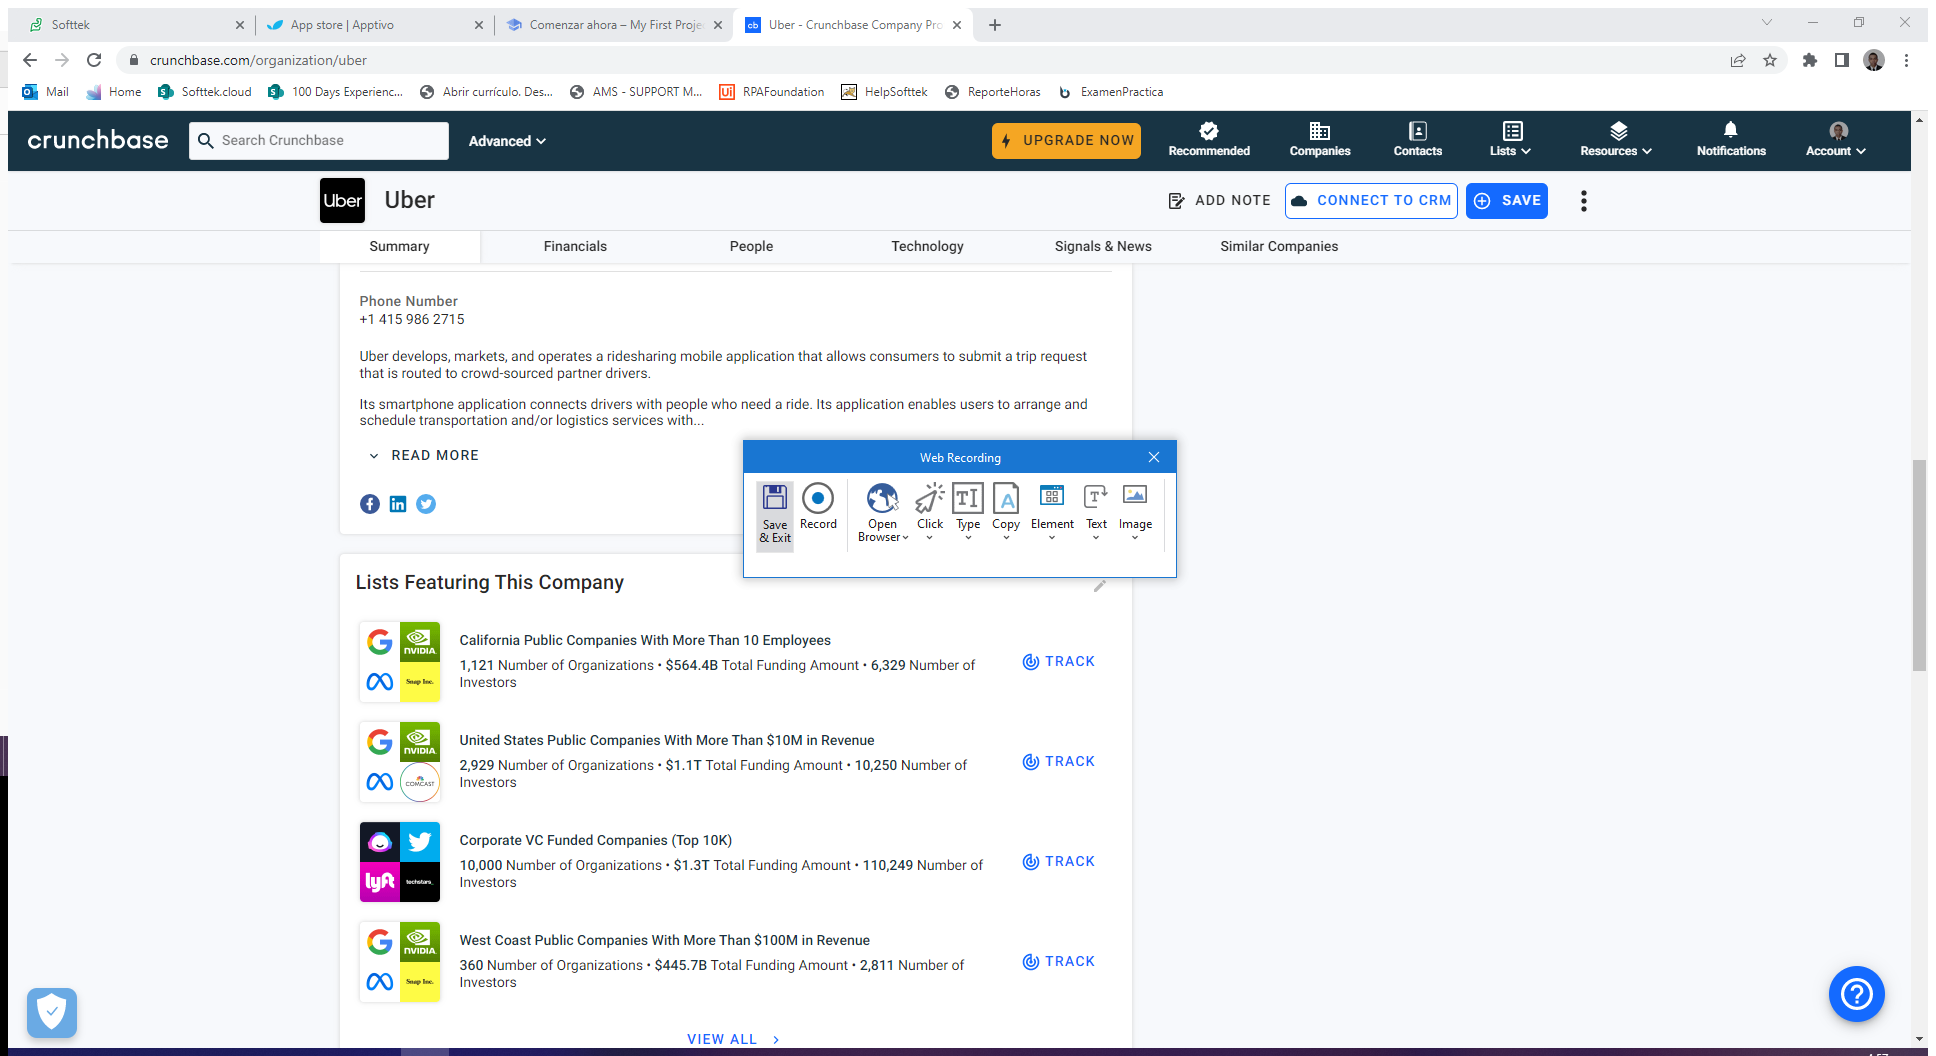 Softtek
App store | Apptivo
Comenzar ahora – My First Proje
Uber - Crunchbase Company Pro
crunchbase.com/organization/uber
Mail
Home
Softtek.cloud
100 Days Experienc...
Abrir currículo. Des...
AMS - SUPPORT M...
Ui RPAFoundation
HelpSofttek
ReporteHoras
ExamenPractica
crunchbase
Search Crunchbase
Advanced
UPGRADE NOW
Recommended
Companies
Contacts
Lists
Resources
Notifications
Account
Uber
Uber
ADD NOTE
CONNECT TO CRM
SAVE
Summary
Financials
People
Technology
Signals & News
Similar Companies
Phone Number
+1 415 986 2715
Uber develops, markets, and operates a ridesharing mobile application that allows consumers to submit a trip request
that is routed to crowd-sourced partner drivers.
Its smartphone application connects drivers with people who need a ride. Its application enables users to arrange and
schedule transportation and/or logistics services with...
READ MORE
Web Recording
Save
& Exit
Record
Open
Browser
Click
Type
Copy
Element
Text
Image
Lists Featuring This Company
NVIDIA
Snap Inc.
California Public Companies With More Than 10 Employees
1,121 Number of Organizations • $564.4B Total Funding Amount • 6,329 Number of
Investors
TRACK
NVIDIA
COMCAST
United States Public Companies With More Than $10M in Revenue
2,929 Number of Organizations • $1.1T Total Funding Amount • 10,250 Number of
Investors
TRACK
lyft
techstars_
Corporate VC Funded Companies (Top 10K)
10,000 Number of Organizations • $1.3T Total Funding Amount • 110,249 Number of
Investors
TRACK
NVIDIA
Snap Inc.
West Coast Public Companies With More Than $100M in Revenue
360 Number of Organizations • $445.7B Total Funding Amount • 2,811 Number of
Investors
TRACK
VIEW ALL